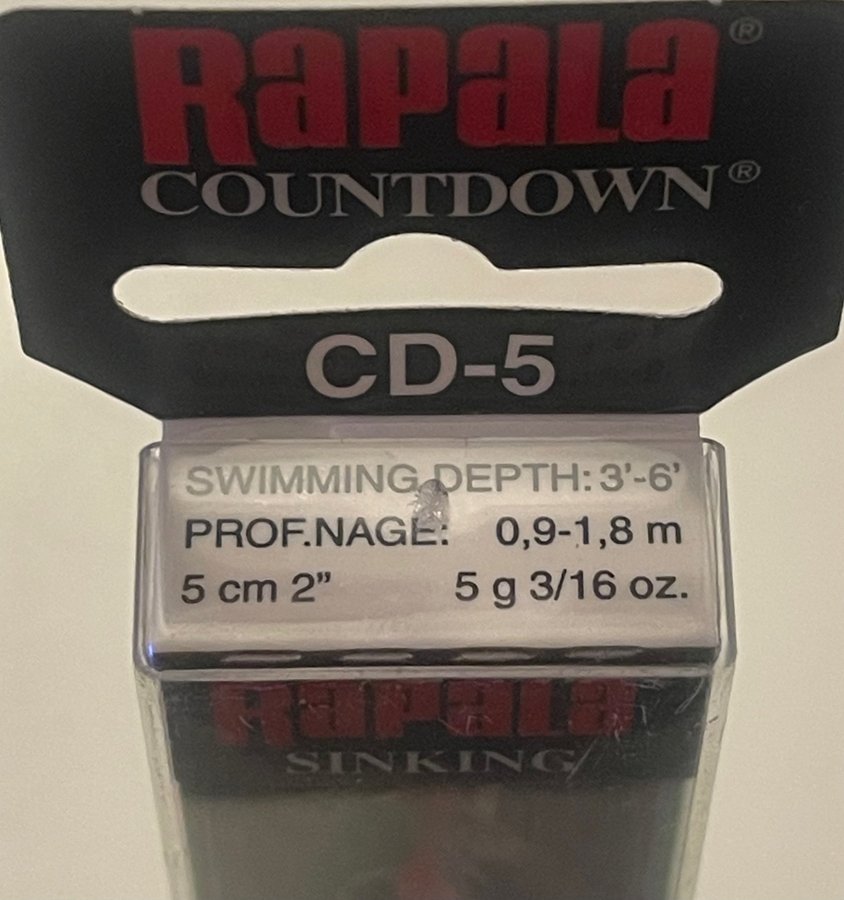 Rapala®
COUNTDOWN®
CD-5
SWIMMING DEPTH: 3'-6'
PROF.NAGE: 0,9-1,8 m
5 cm 2” 5 g 3/16 oz.
Rapala
SINKING